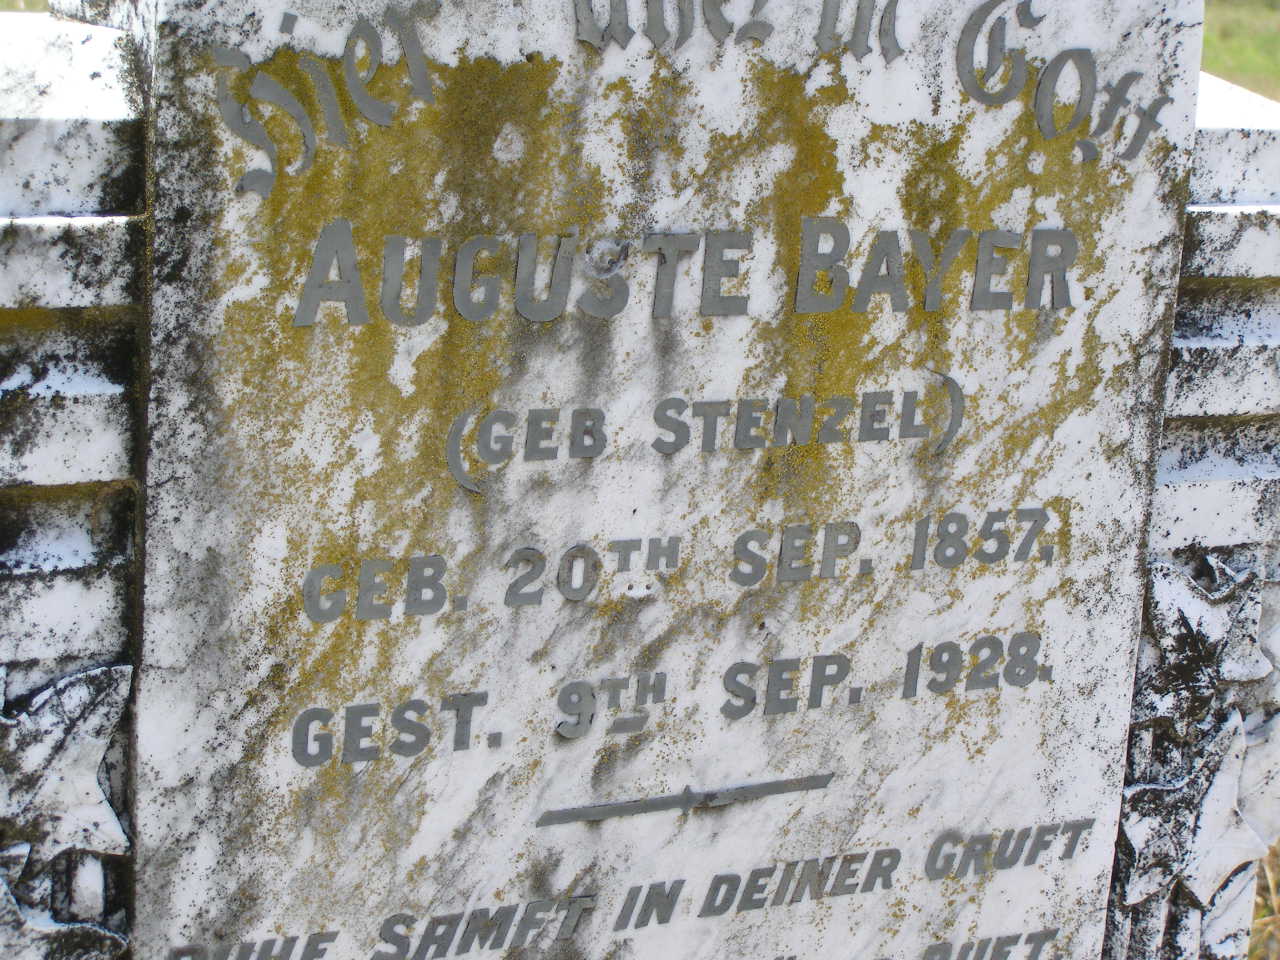 Hier ruhet in Gott
AUGUSTE BAYER
(GEB STENZEL)
GEB. 20TH SEP. 1857.
GEST. 9TH SEP. 1928.
RUHE SAMFT IN DEINER GRUFT